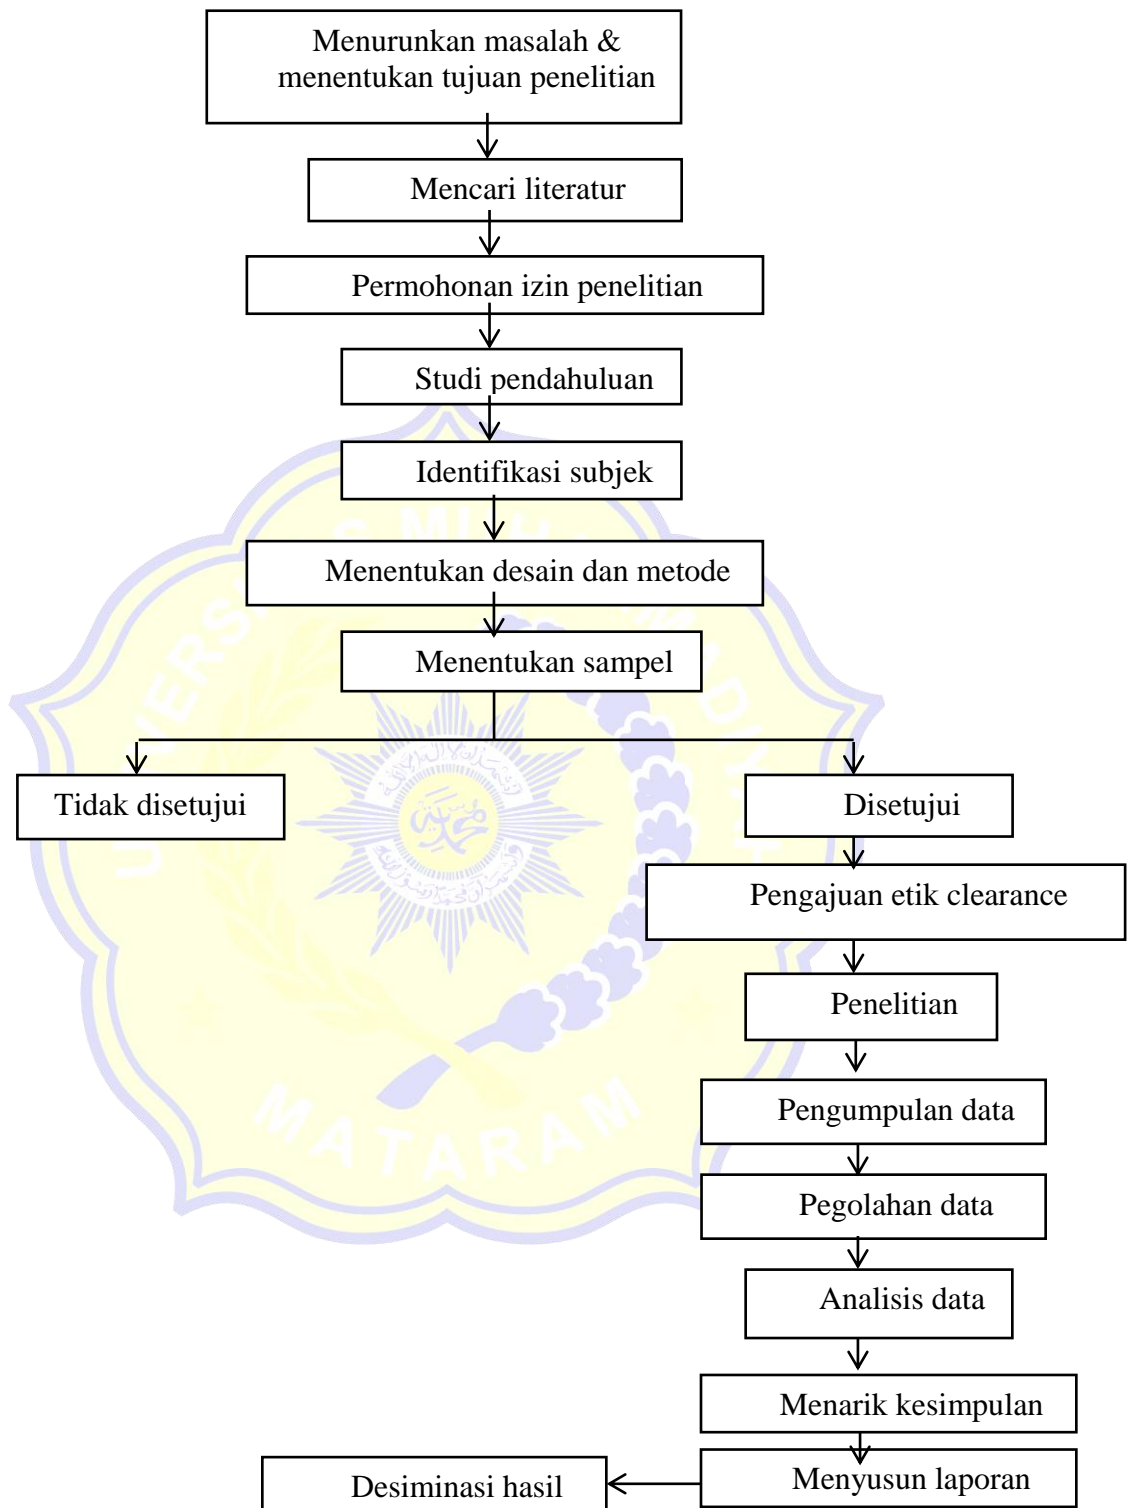 Menurunkan masalah &
menentukan tujuan penelitian
Mencari literatur
Permohonan izin penelitian
Studi pendahuluan
Identifikasi subjek
Menentukan desain dan metode
Menentukan sampel
Tidak disetujui
Disetujui
Pengajuan etik clearance
Penelitian
Pengumpulan data
Pegolahan data
Analisis data
Menarik kesimpulan
Menyusun laporan
Desiminasi hasil
MATARAM